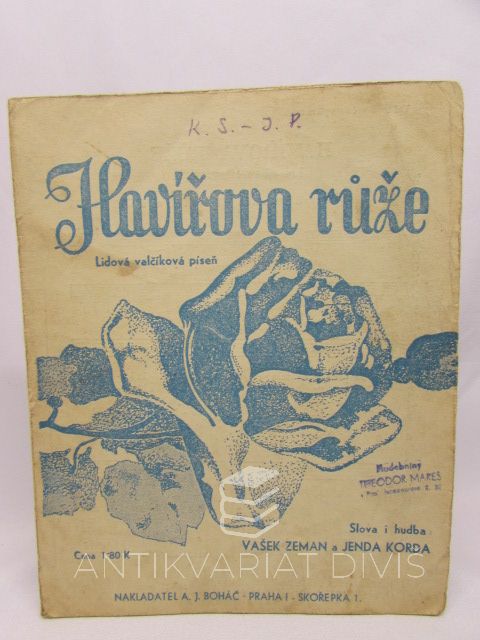 K. S. - J. P.
Havířova růže
Lidová valčíková píseň
Hudebniny
THEODOR MAREŠ
Slova i hudba
VAŠEK ZEMAN a JENDA KORDA
Cena 1·80 K
ANTIKVARIAT DIVIS
NAKLADATEL A. J. BOHÁČ - PRAHA I - SKOŘEPKA 1.